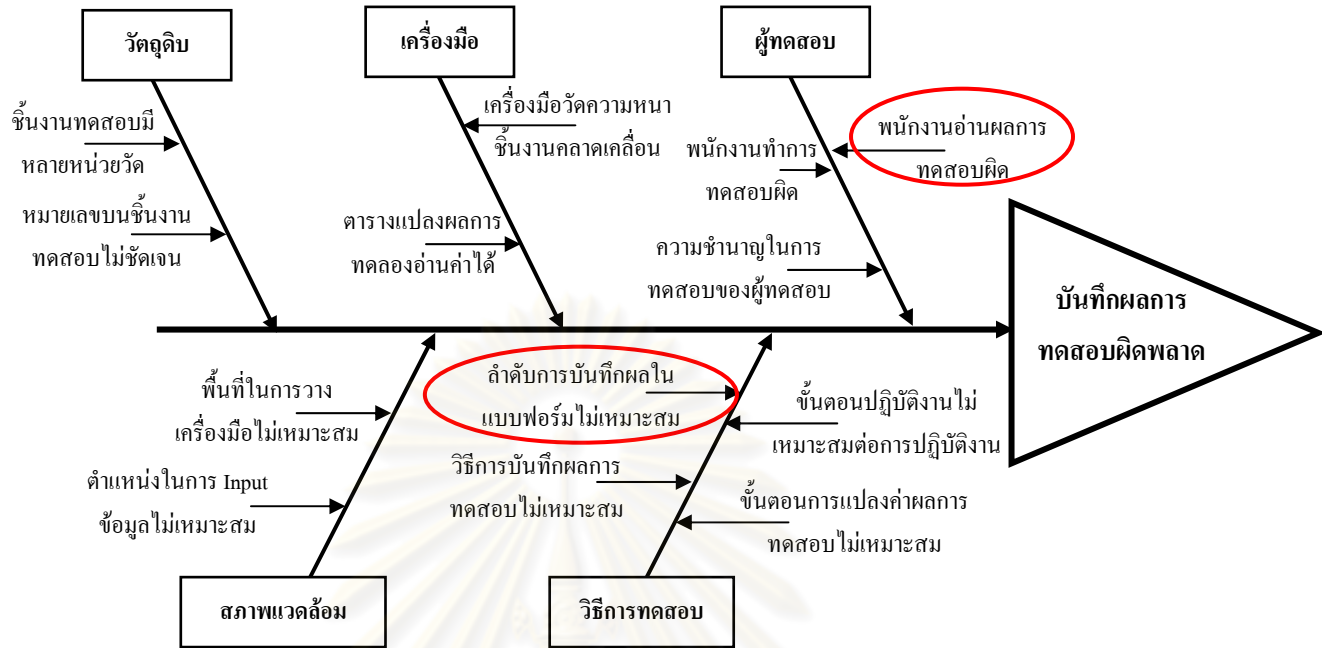 วัตถุดิบ
เครื่องมือ
ผู้ทดสอบ
ชิ้นงานทดสอบมี
หลายหน่วยวัด
หมายเลขบนชิ้นงาน
ทดสอบไม่ชัดเจน
เครื่องมือวัดความหนา
ชิ้นงานคลาดเคลื่อน
ตารางแปลงผลการ
ทดลองอ่านค่าได้
พนักงานอ่านผลการ
ทดสอบผิด
พนักงานทำการ
ทดสอบผิด
ความชำนาญในการ
ทดสอบของผู้ทดสอบ
บันทึกผลการ
ทดสอบผิดพลาด
พื้นที่ในการวาง
เครื่องมือไม่เหมาะสม
ตำแหน่งในการ Input
ข้อมูลไม่เหมาะสม
ลำดับการบันทึกผลใน
แบบฟอร์มไม่เหมาะสม
วิธีการบันทึกผลการ
ทดสอบไม่เหมาะสม
ขั้นตอนปฏิบัติงานไม่
เหมาะสมต่อการปฏิบัติงาน
ขั้นตอนการแปลงค่าผลการ
ทดสอบไม่เหมาะสม
สภาพแวดล้อม
วิธีการทดสอบ